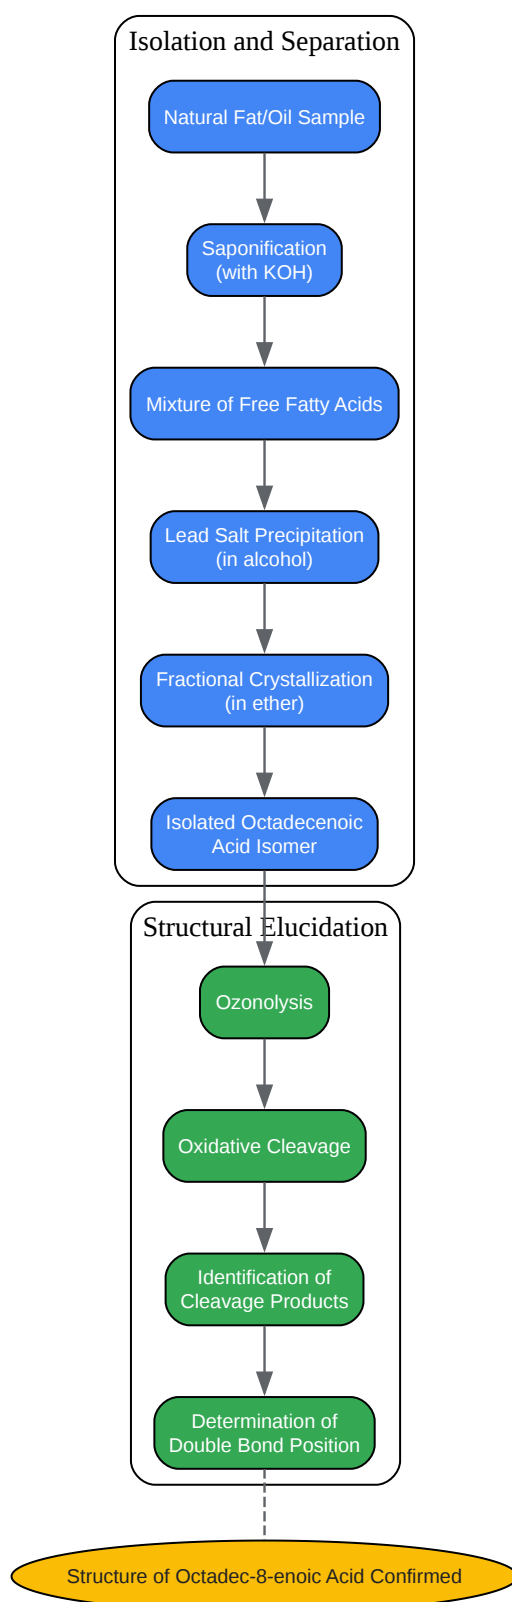 Isolation and Separation
Natural Fat/Oil Sample
Saponification
(with KOH)
Mixture of Free Fatty Acids
Lead Salt Precipitation
(in alcohol)
Fractional Crystallization
(in ether)
Isolated Octadecenoic
Acid Isomer
Structural Elucidation
Ozonolysis
Oxidative Cleavage
Identification of
Cleavage Products
Determination of
Double Bond Position
Structure of Octadec-8-enoic Acid Confirmed